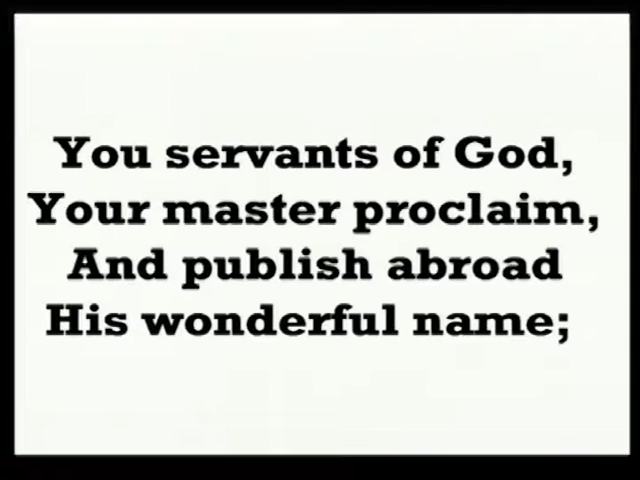 You servants of God,
Your master proclaim,
And publish abroad
His wonderful name;